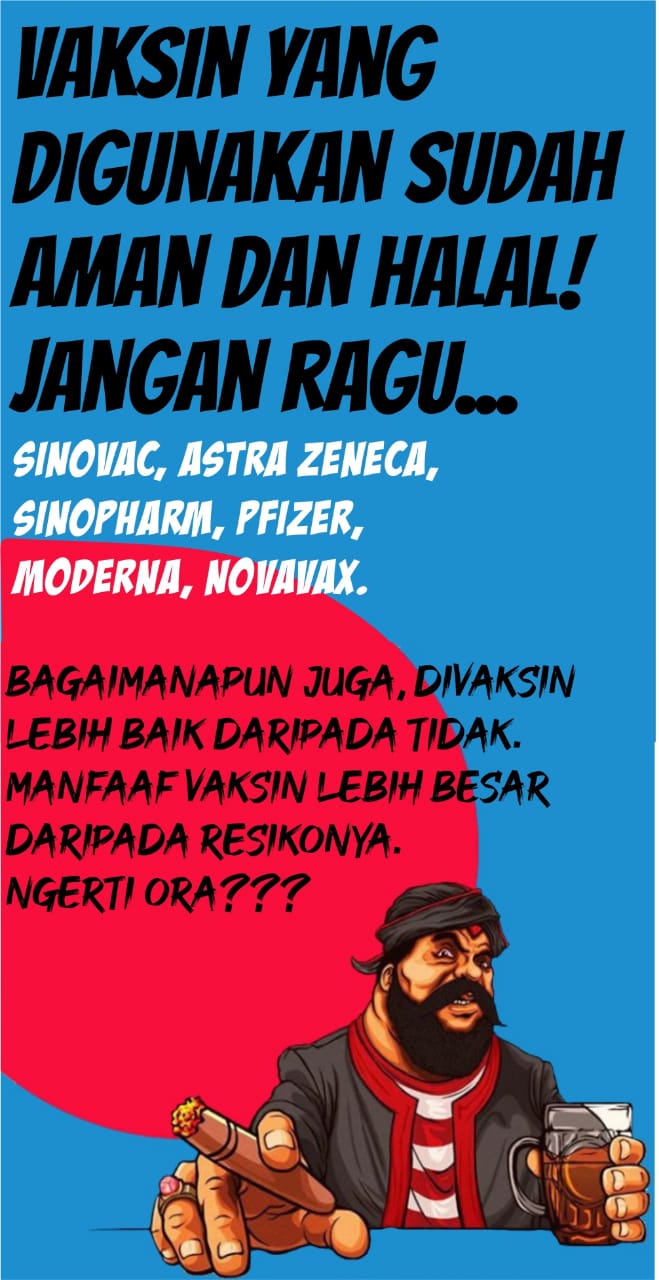 VAKSIN YANG
DIGUNAKAN SUDAH
AMAN DAN HALAL!
JANGAN RAGU...
SINOVAC, ASTRA ZENECA,
SINOPHARM, PFIZER,
MODERNA, NOVAVAX.
BAGAIMANAPUN JUGA, DIVAKSIN
LEBIH BAIK DARIPADA TIDAK.
MANFAAF VAKSIN LEBIH BESAR
DARIPADA RESIKONYA.
NGERTI ORA???